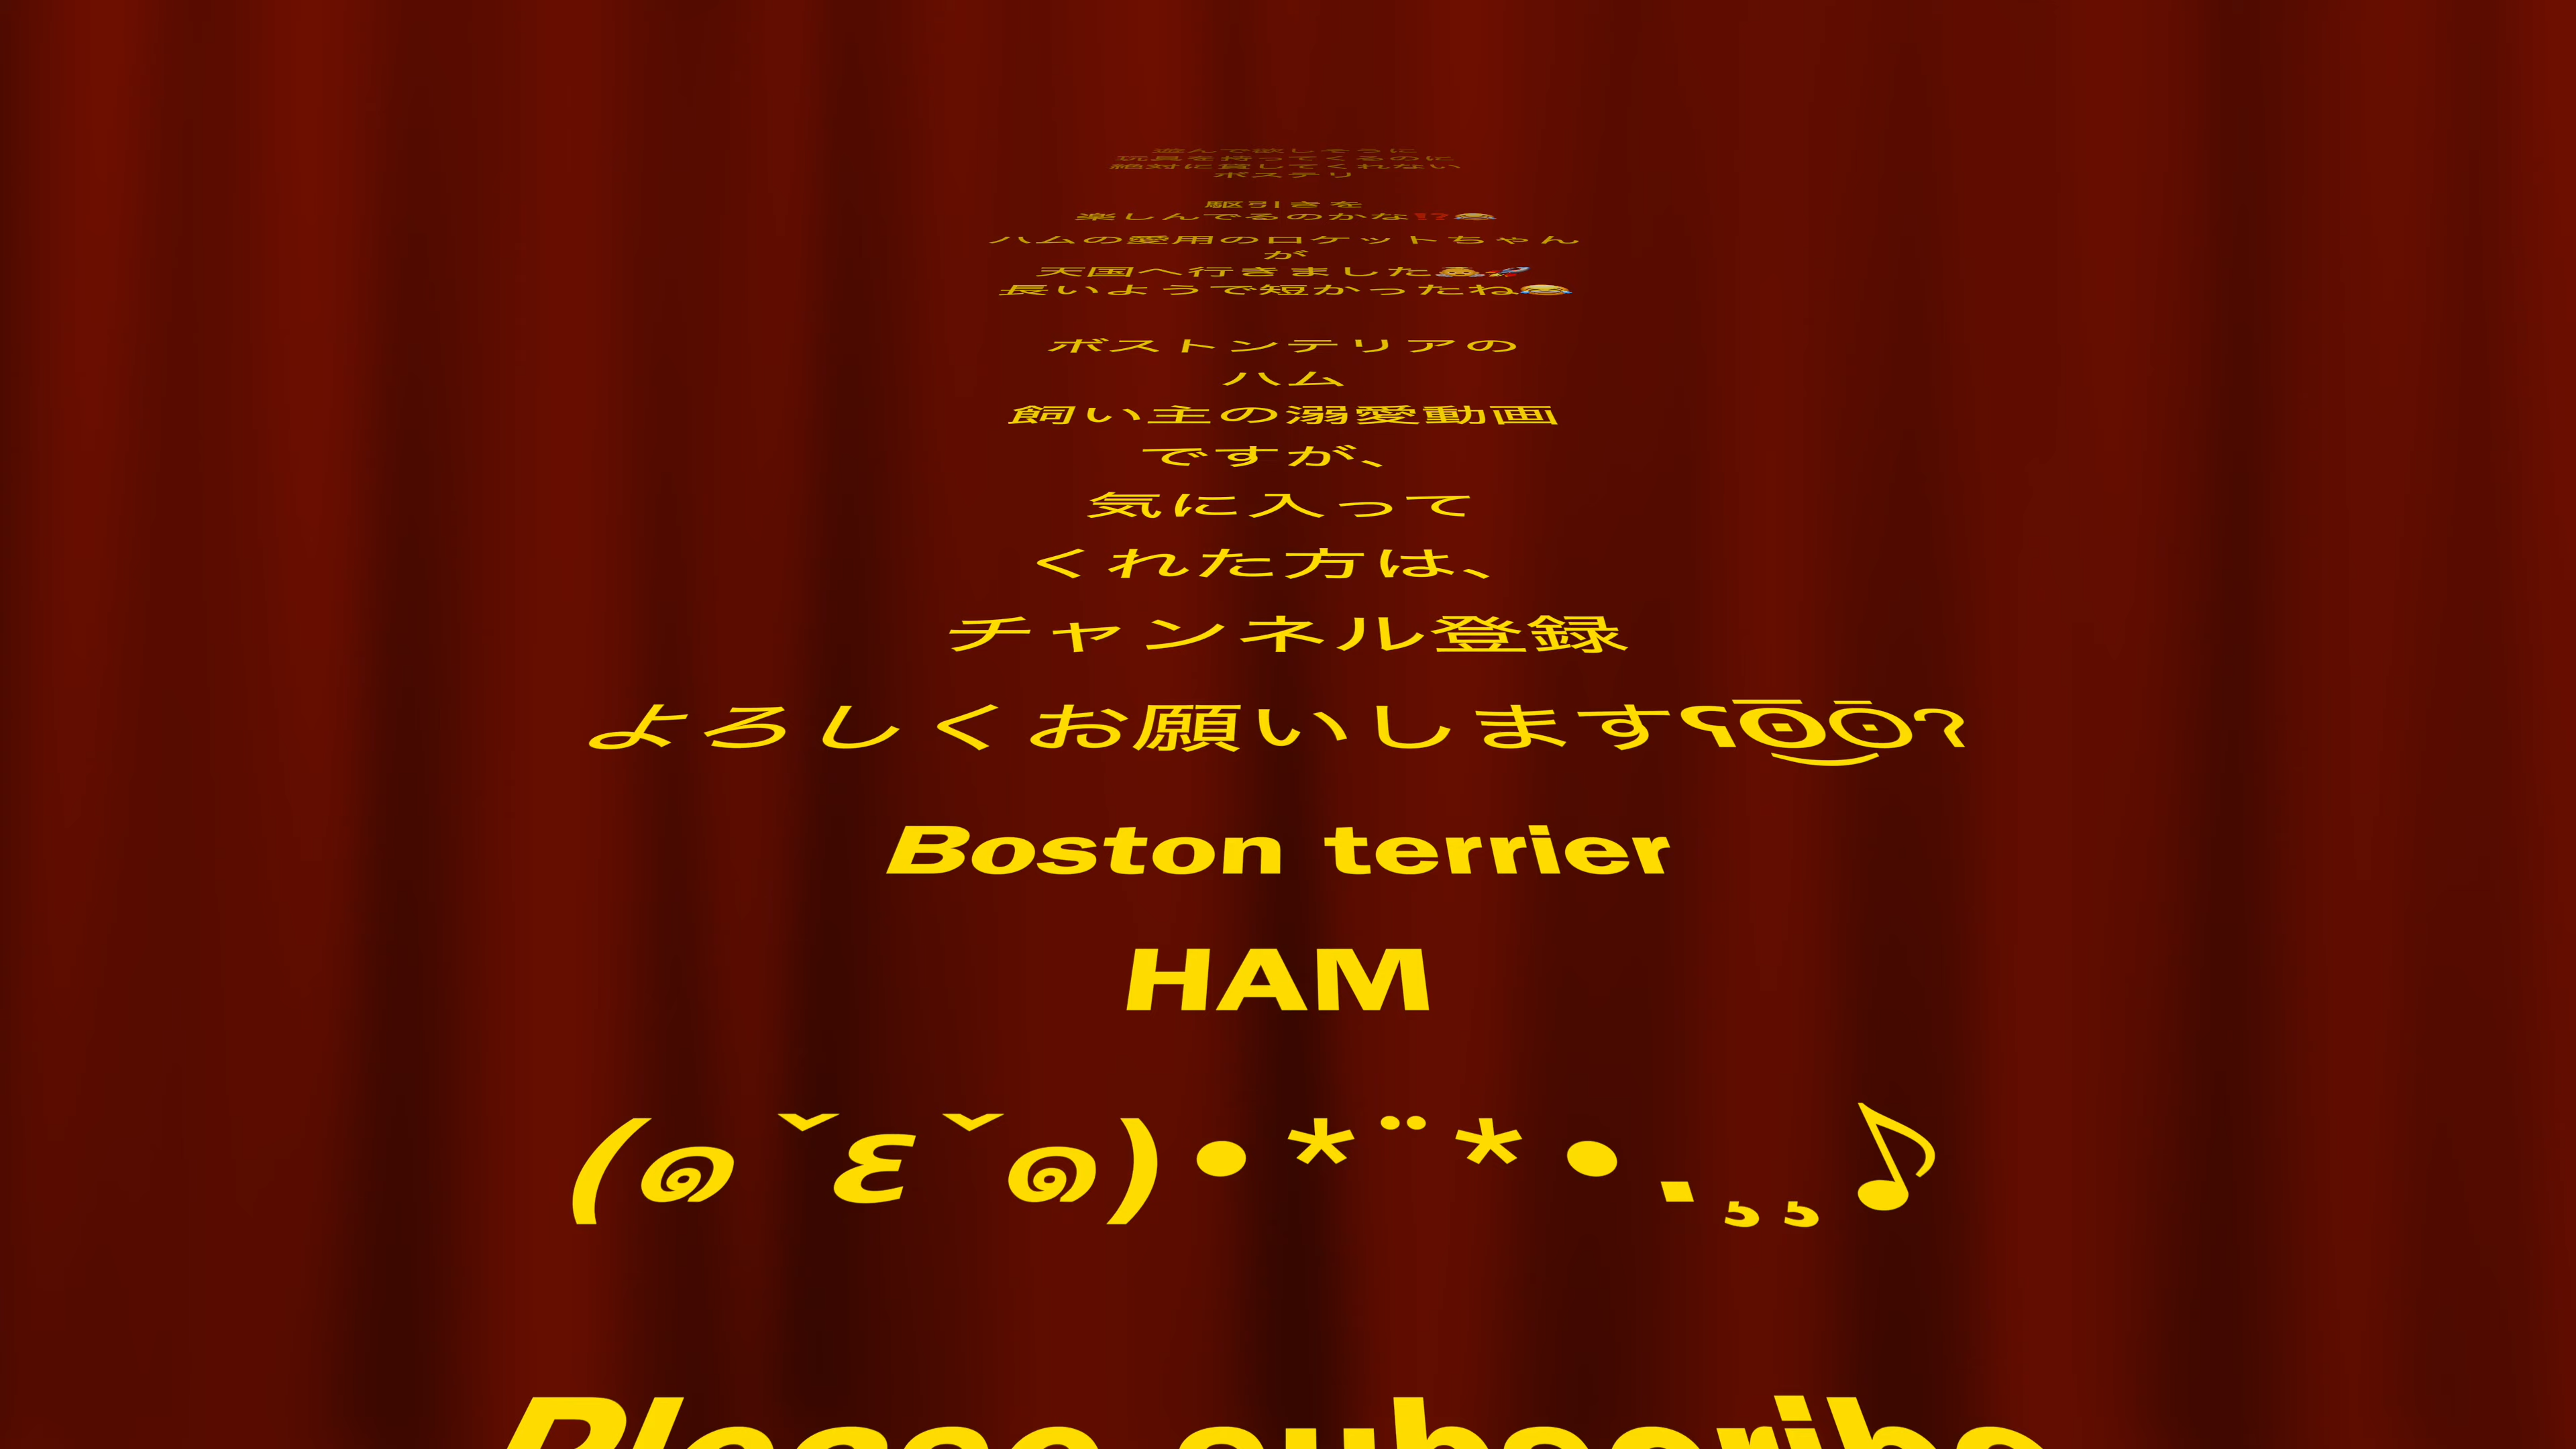 遊んで欲しそうに
玩具を持ってくるのに
絶対に貸してくれない
ボステリ
駆引きを
楽しんでるのかな⁉️😂
ハムの愛用のロケットちゃん
が
天国へ行きました😭🚀
長いようで短かったね😂
ボストンテリアの
ハム
飼い主の溺愛動画
ですが、
気に入って
くれた方は、
チャンネル登録
よろしくお願いしますʕʘ̅͜ʘ̅ʔ
Boston terrier
HAM
(๑ˇεˇ๑)•*¨*•.¸¸♪
Please subscribe